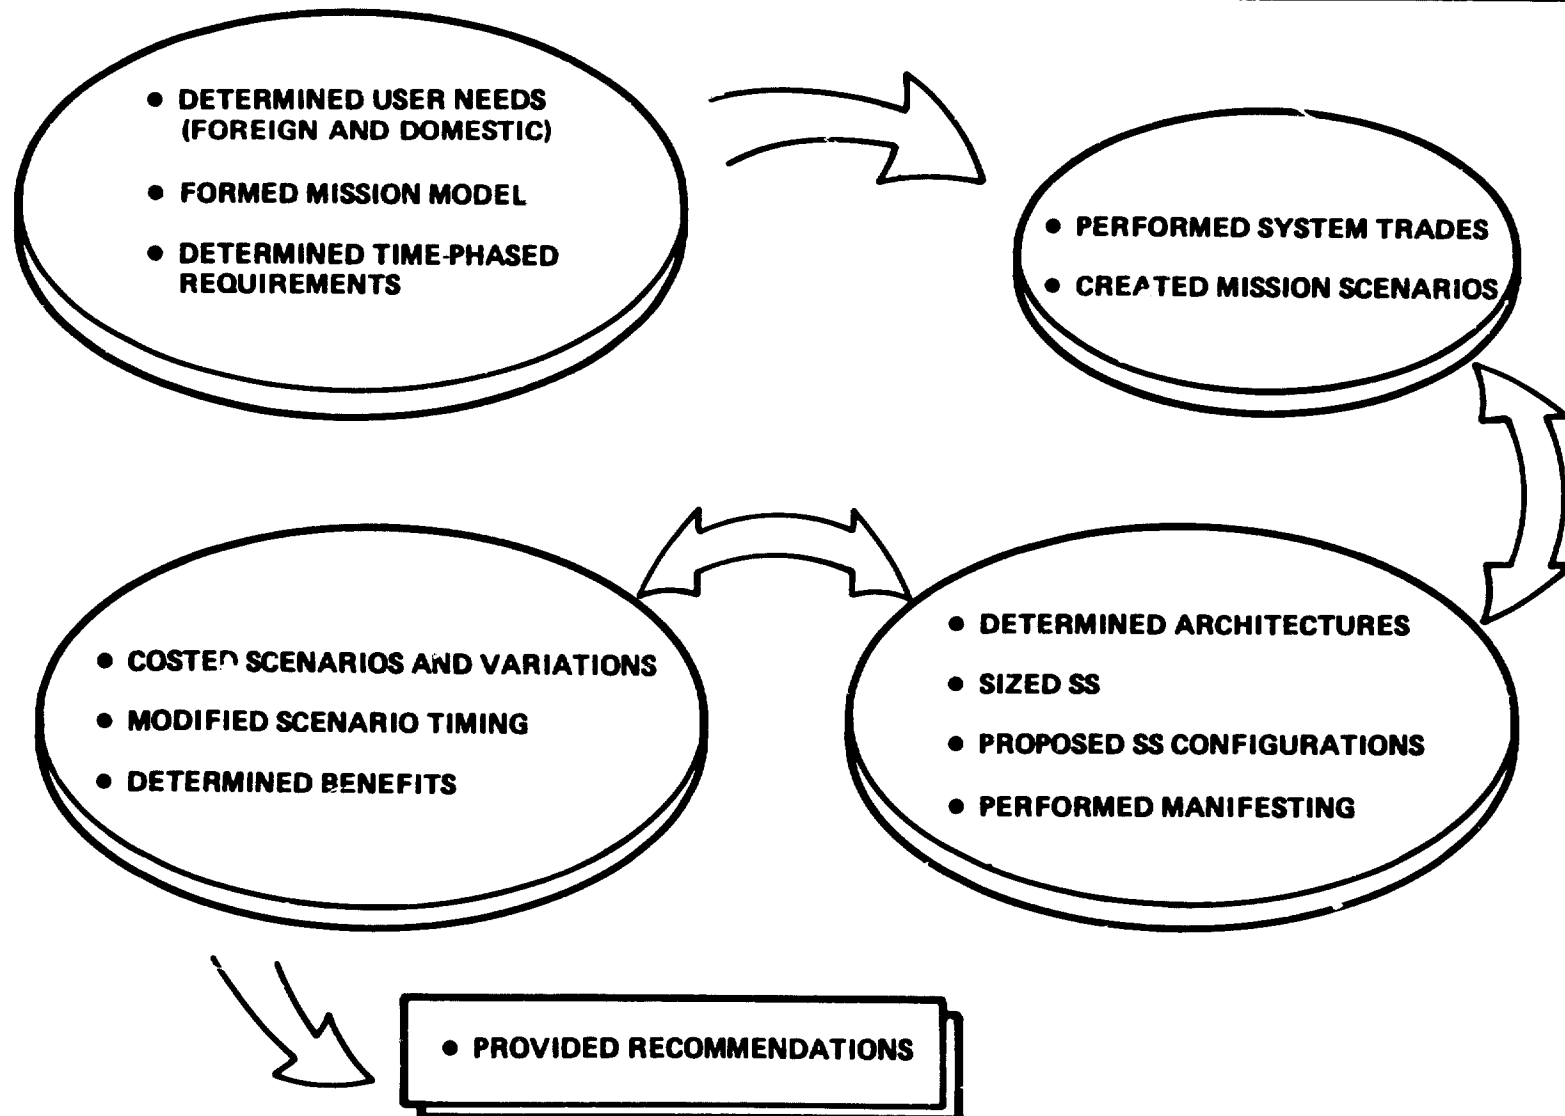 • DETERMINED USER NEEDS
(FOREIGN AND DOMESTIC)
• FORMED MISSION MODEL
• DETERMINED TIME-PHASED
REQUIREMENTS
• PERFORMED SYSTEM TRADES
• CREATED MISSION SCENARIOS
• DETERMINED ARCHITECTURES
• SIZED SS
• PROPOSED SS CONFIGURATIONS
• PERFORMED MANIFESTING
• COSTED SCENARIOS AND VARIATIONS
• MODIFIED SCENARIO TIMING
• DETERMINED BENEFITS
• PROVIDED RECOMMENDATIONS